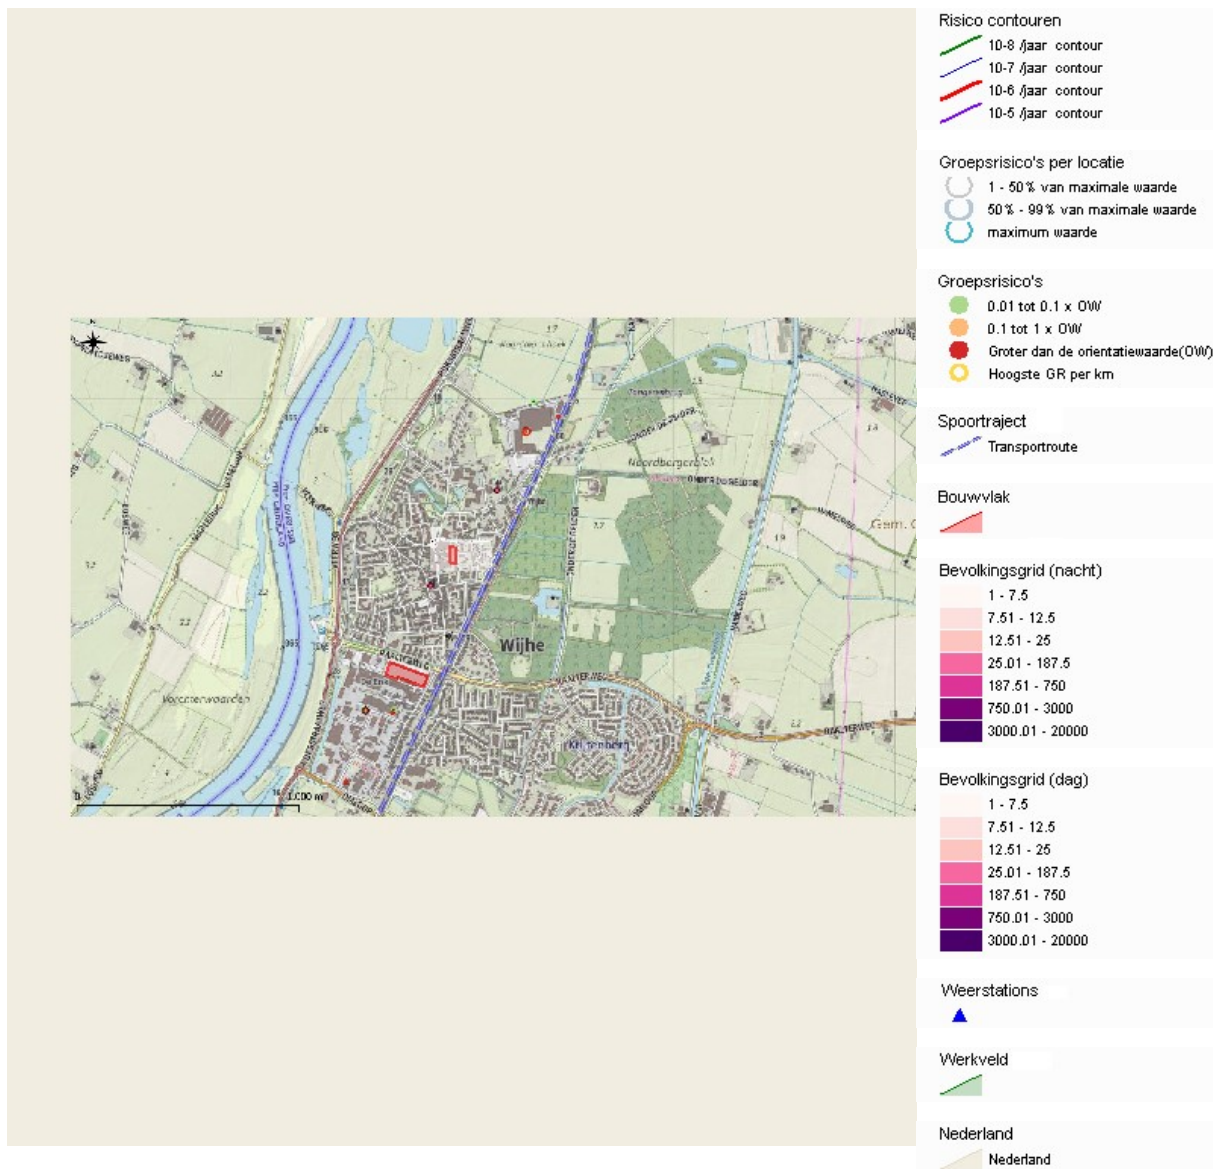 Risico contouren
10-8 /jaar contour
10-7 /jaar contour
10-6 /jaar contour
10-5 /jaar contour
Groepsrisico's per locatie
1 - 50% van maximale waarde
50% - 99% van maximale waarde
maximum waarde
Groepsrisico's
0.01 tot 0.1 x OW
0.1 tot 1 x OW
Groter dan de orientatiewaarde(OW)
Hoogste GR per km
Spoortraject
Transportroute
Bouwvlak
Bevolkingsgrid (nacht)
1 - 7.5
7.51 - 12.5
12.51 - 25
25.01 - 187.5
187.51 - 750
750.01 - 3000
3000.01 - 20000
Bevolkingsgrid (dag)
1 - 7.5
7.51 - 12.5
12.51 - 25
25.01 - 187.5
187.51 - 750
750.01 - 3000
3000.01 - 20000
Weerstations
Werkveld
Nederland
Nederland
Noordbergerblok
Gem.
Wijhe
Vorchterwaarden
RAALTERWEG
0
1.000 m